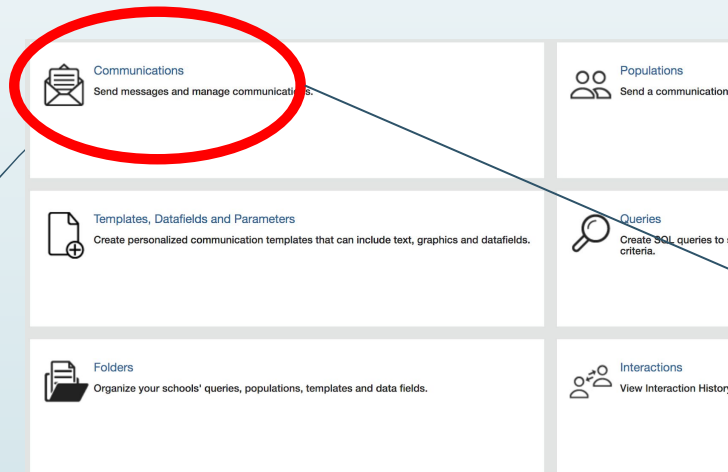 Communications
Send messages and manage communications.
Populations
Send a communication
Templates, Datafields and Parameters
Create personalized communication templates that can include text, graphics and datafields.
Queries
Create SQL queries to
criteria.
Folders
Organize your schools' queries, populations, templates and data fields.
Interactions
View Interaction History